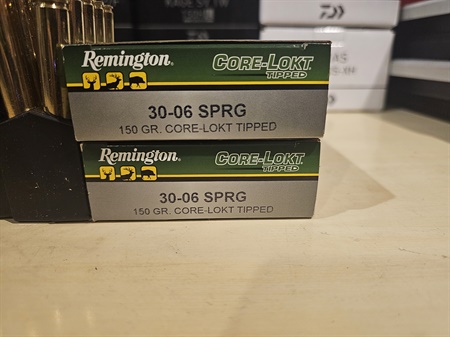 Remington®
CORE-LOKT
TIPPED
30-06 SPRG
150 GR. CORE-LOKT TIPPED
Remington®
CORE-LOKT
TIPPED
30-06 SPRG
150 GR. CORE-LOKT TIPPED